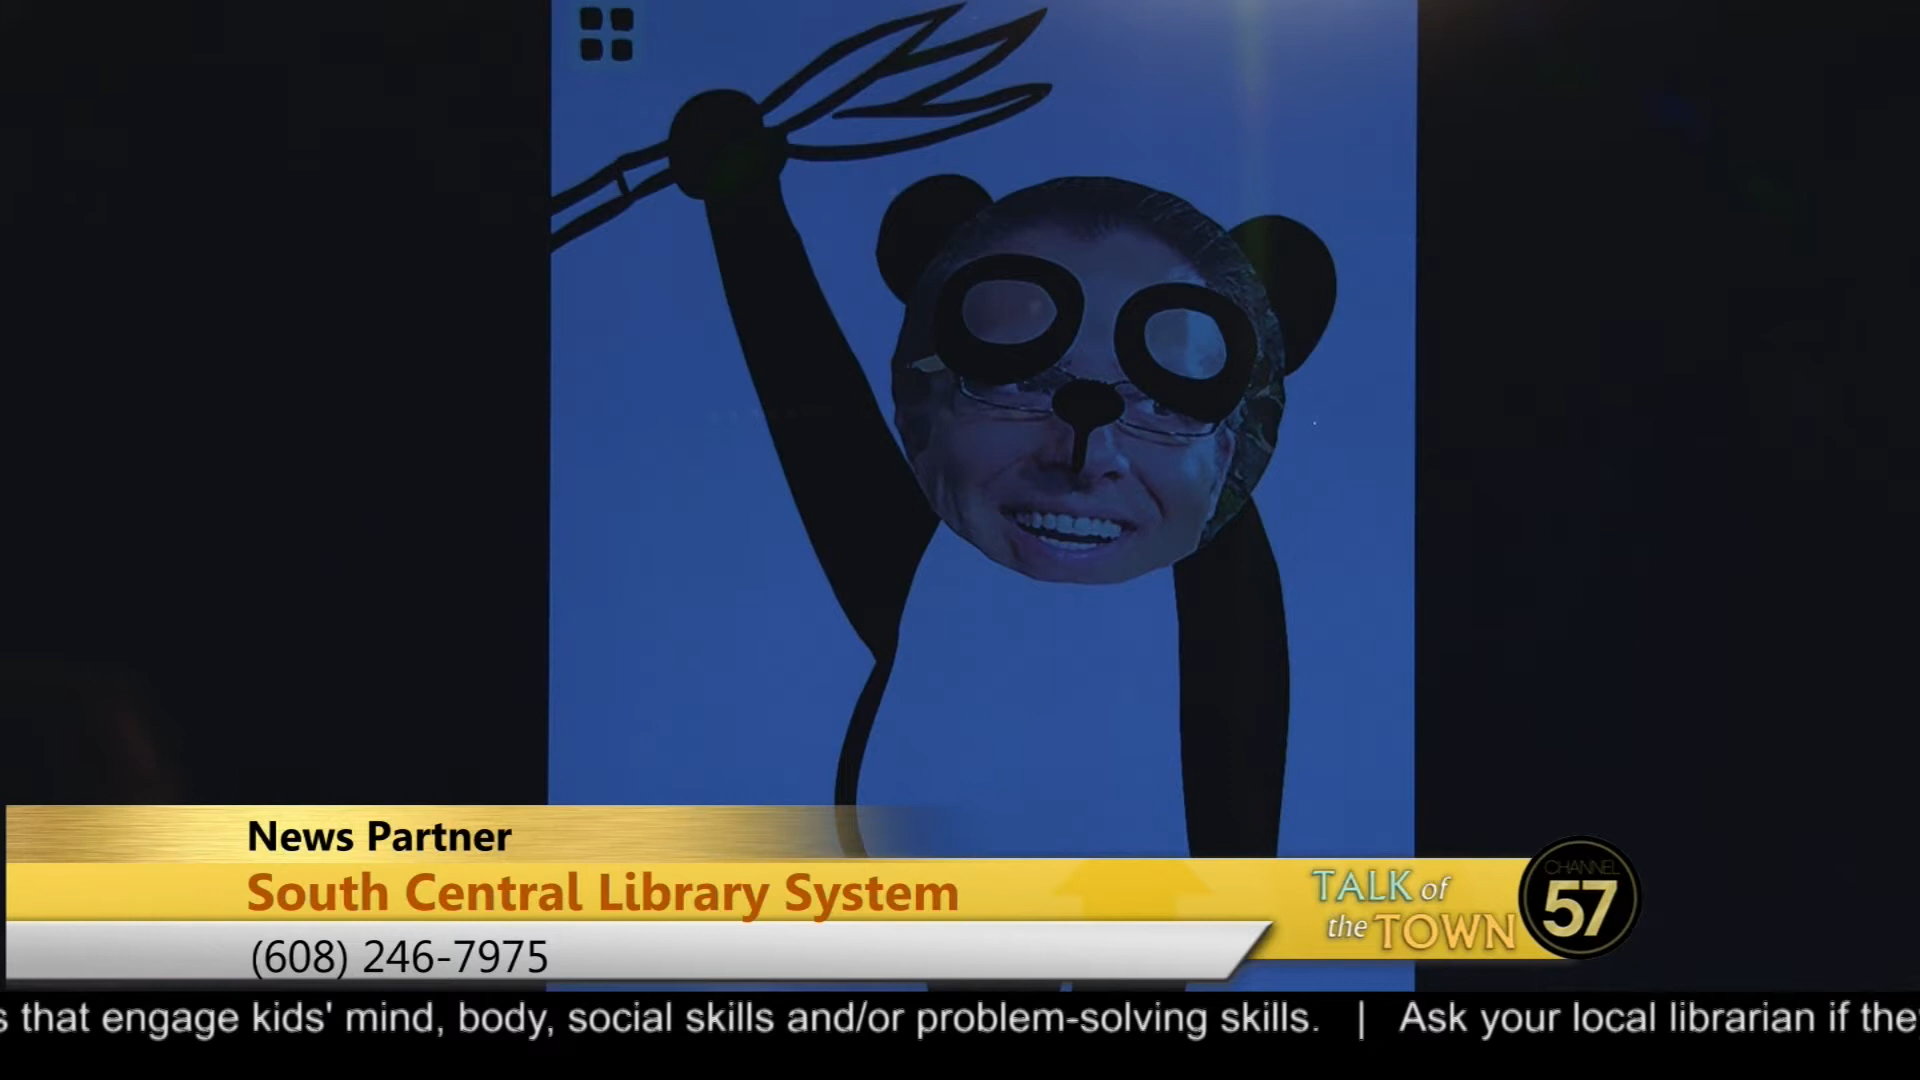 News Partner
South Central Library System
(608) 246-7975
TALK of
the TOWN
CHANNEL
57
s that engage kids' mind, body, social skills and/or problem-solving skills. | Ask your local librarian if the